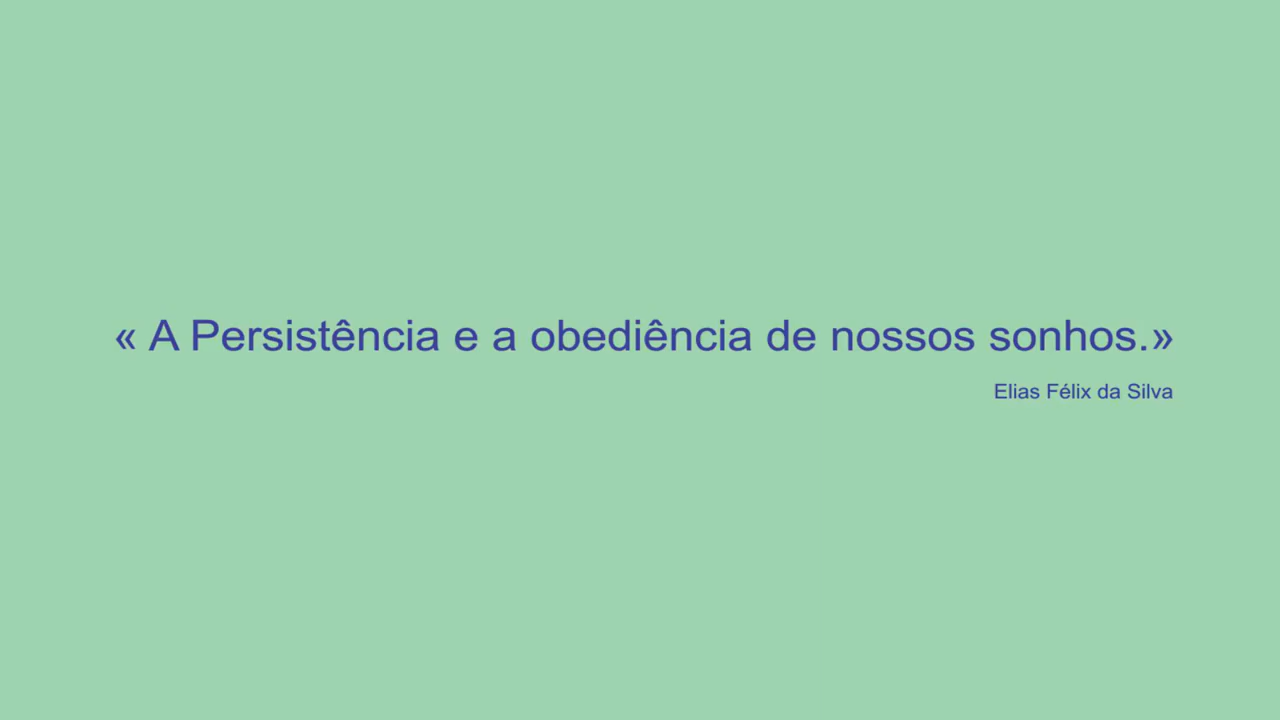 « A Persistência e a obediência de nossos sonhos.»
Elias Félix da Silva